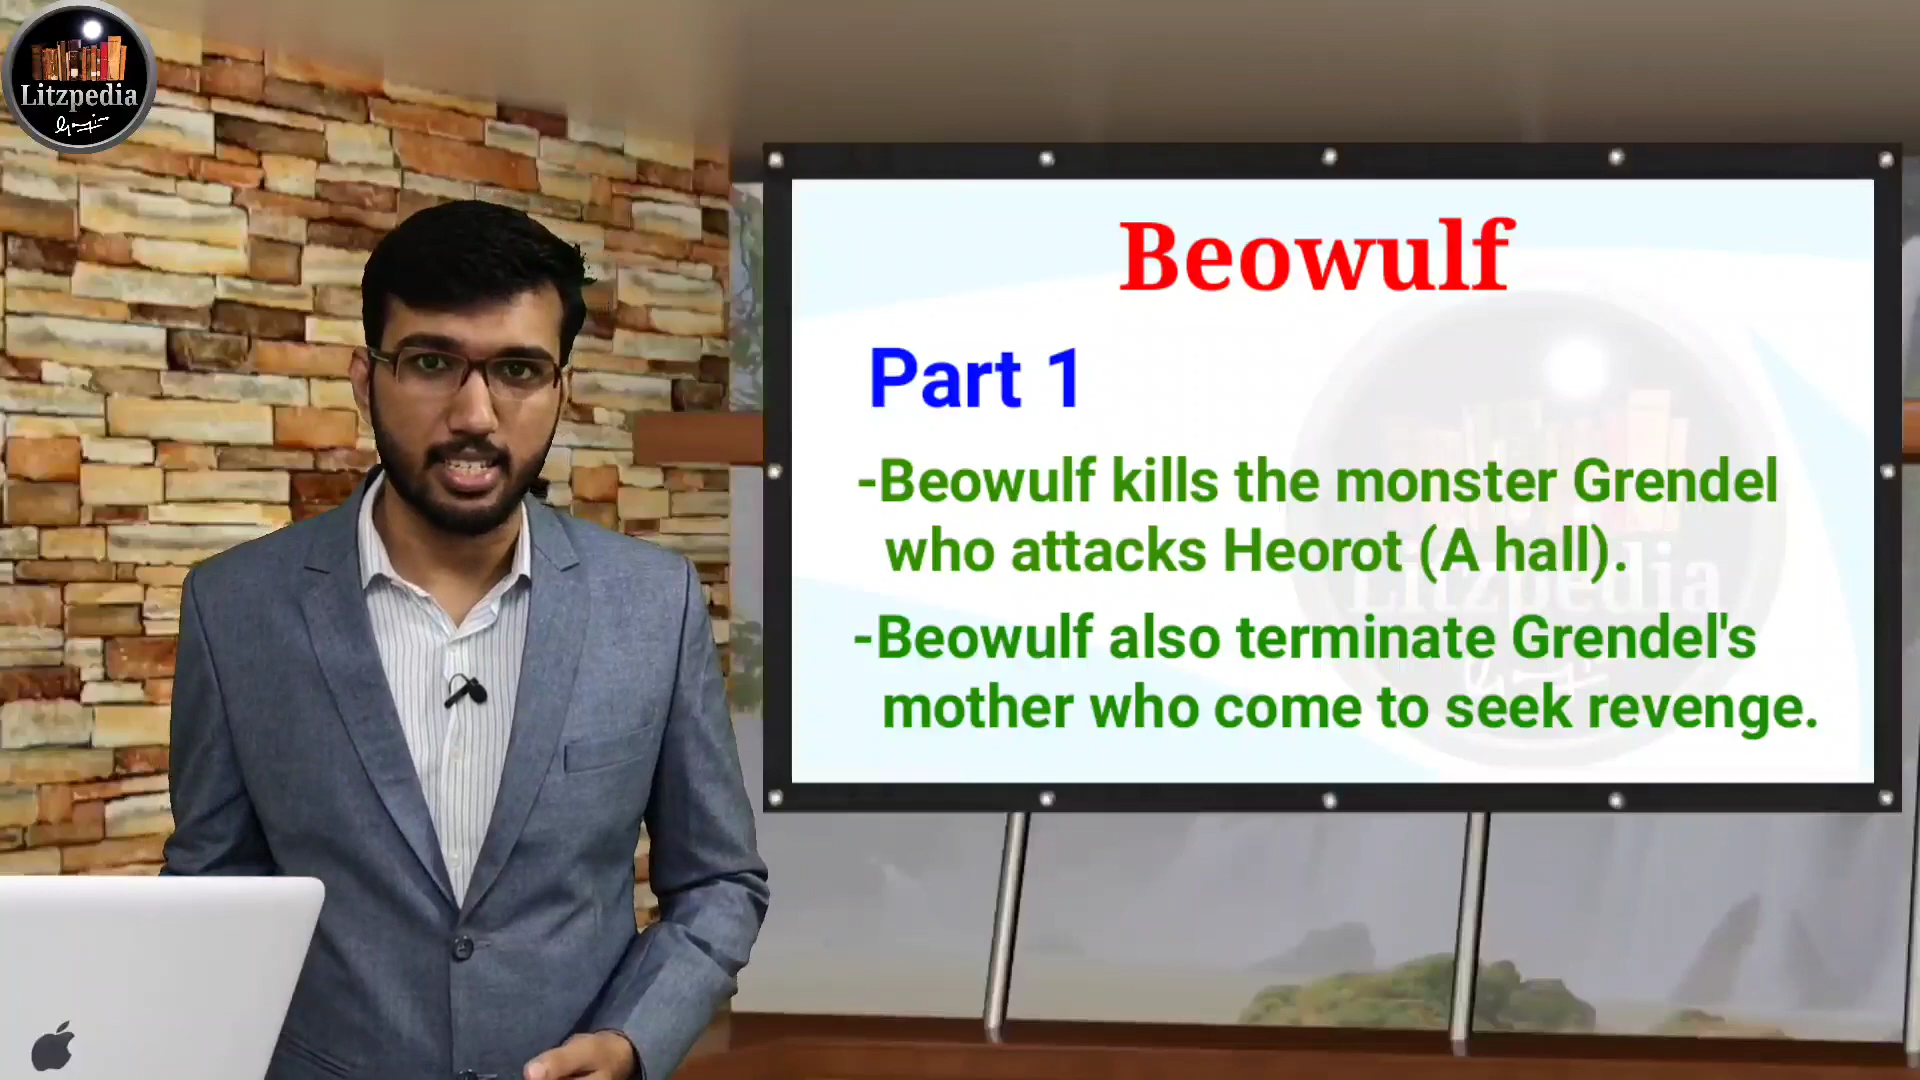 Litzpedia
Beowulf
Part 1
-Beowulf kills the monster Grendel
who attacks Heorot (A hall).
-Beowulf also terminate Grendel's
mother who come to seek revenge.
Litzpedia